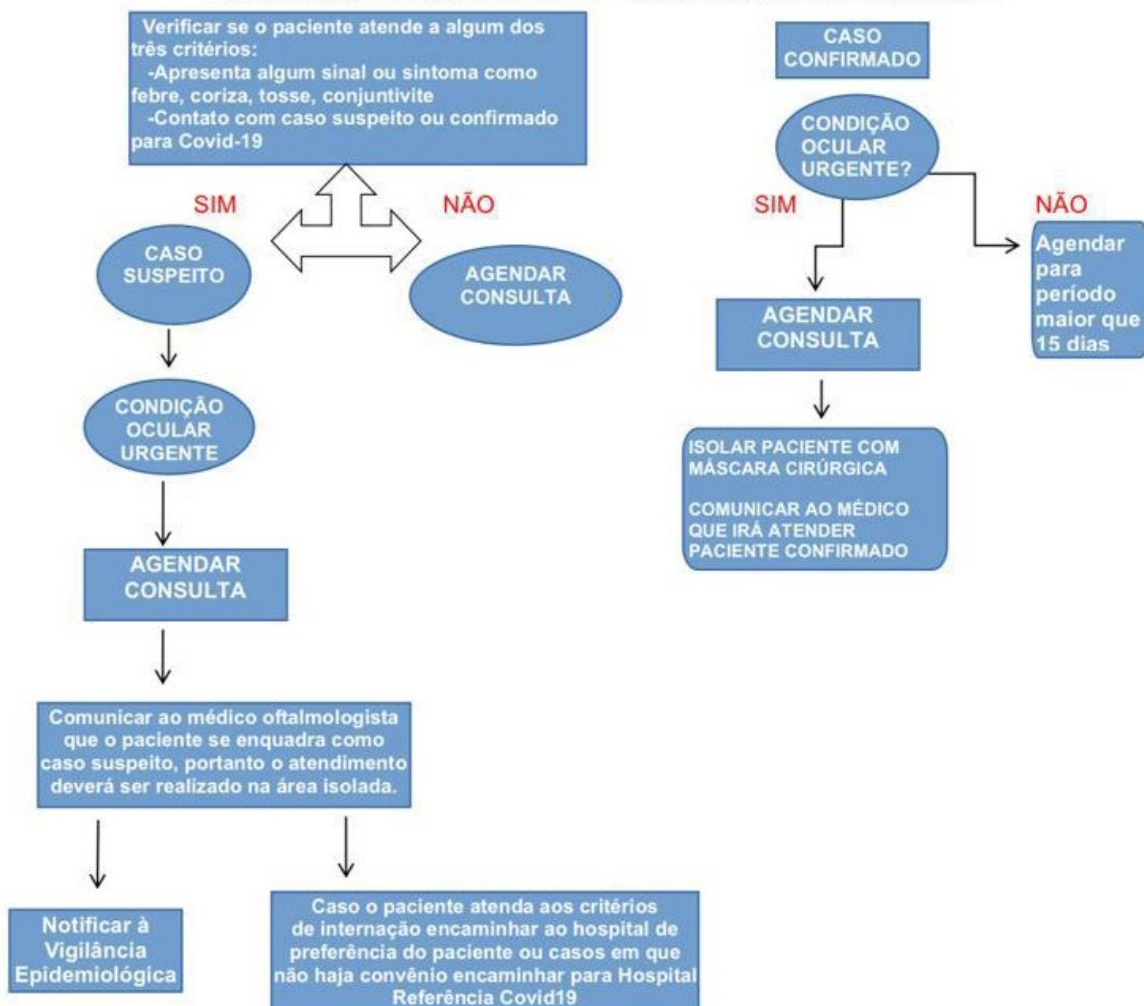 Verificar se o paciente atende a algum dos
três critérios:
-Apresenta algum sinal ou sintoma como
febre, coriza, tosse, conjuntivite
-Contato com caso suspeito ou confirmado
para Covid-19
SIM
NÃO
CASO
SUSPEITO
AGENDAR
CONSULTA
CONDIÇÃO
OCULAR
URGENTE
AGENDAR
CONSULTA
Comunicar ao médico oftalmologista
que o paciente se enquadra como
caso suspeito, portanto o atendimento
deverá ser realizado na área isolada.
Notificar à
Vigilância
Epidemiológica
Caso o paciente atenda aos critérios
de internação encaminhar ao hospital de
preferência do paciente ou casos em que
não haja convênio encaminhar para Hospital
Referência Covid19
CASO
CONFIRMADO
CONDIÇÃO
OCULAR
URGENTE?
SIM
NÃO
Agendar
para
período
maior que
15 dias
AGENDAR
CONSULTA
ISOLAR PACIENTE COM
MÁSCARA CIRÚRGICA
COMUNICAR AO MÉDICO
QUE IRÁ ATENDER
PACIENTE CONFIRMADO